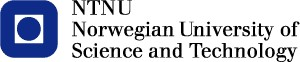 NTNU
Norwegian University of
Science and Technology